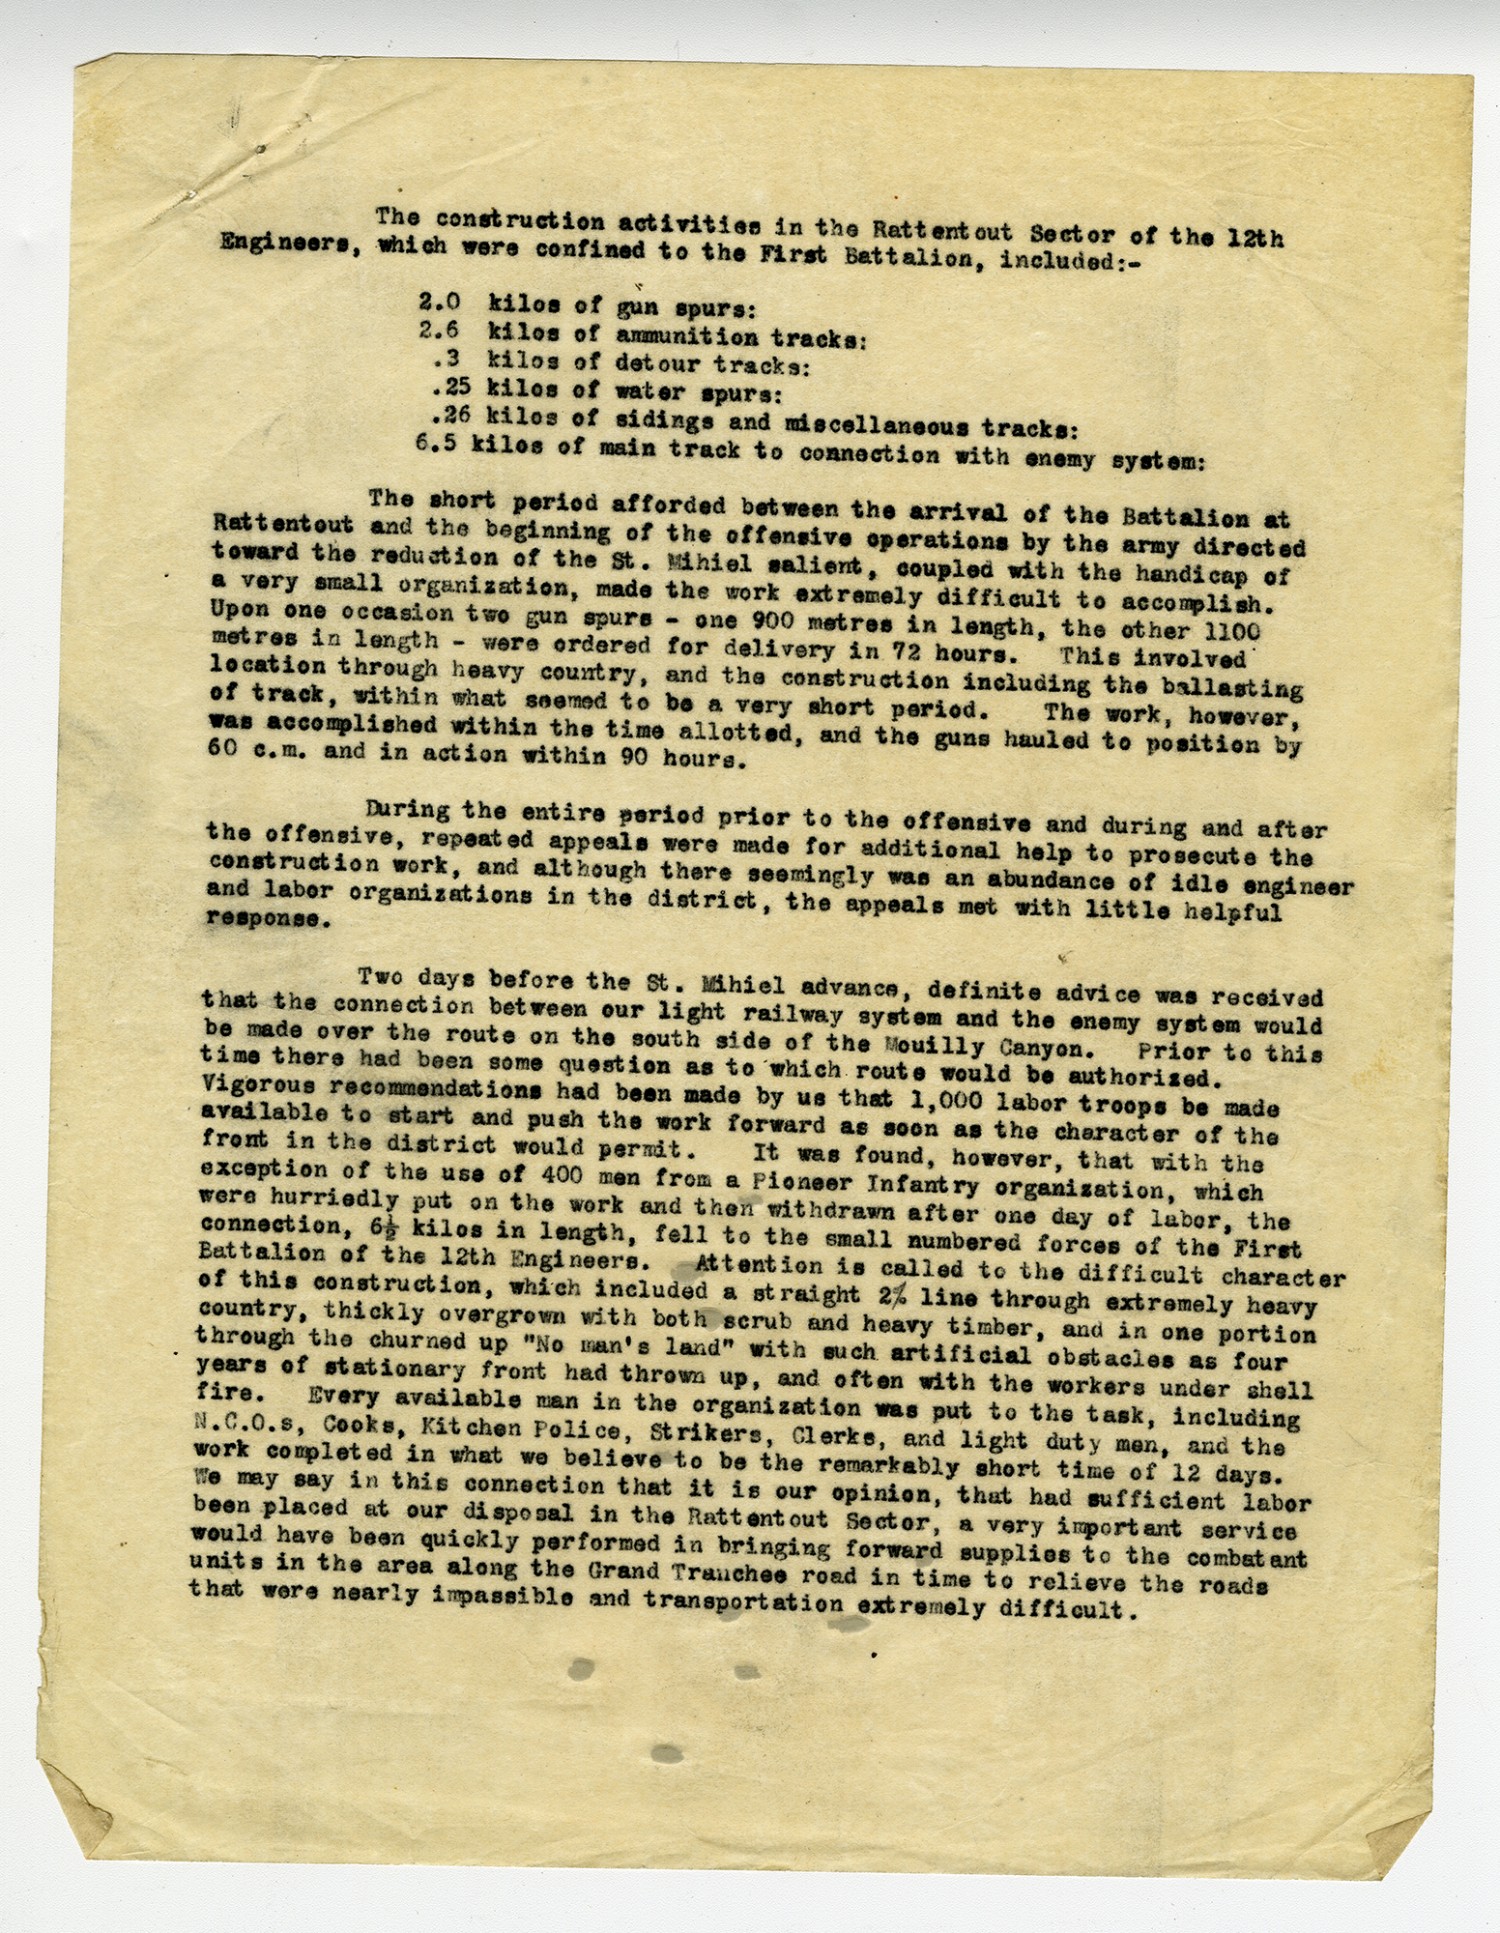 The construction activities in the Rattentout Sector of the 12th
Engineers, which were confined to the First Battalion, included:-
2.0 kilos of gun spurs:
2.6 kilos of ammunition tracks:
.3 kilos of detour tracks:
.25 kilos of water spurs:
.26 kilos of sidings and miscellaneous tracks:
6.5 kilos of main track to connection with enemy system:
The short period afforded between the arrival of the Battalion at
Rattentout and the beginning of the offensive operations by the army directed
toward the reduction of the St. Mihiel salient, coupled with the handicap of
a very small organization, made the work extremely difficult to accomplish.
Upon one occasion two gun spurs - one 900 metres in length, the other 1100
metres in length - were ordered for delivery in 72 hours. This involved
location through heavy country, and the construction including the ballasting
of track, within what seemed to be a very short period. The work, however,
was accomplished within the time allotted, and the guns hauled to position by
60 c.m. and in action within 90 hours.
During the entire period prior to the offensive and during and after
the offensive, repeated appeals were made for additional help to prosecute the
construction work, and although there seemingly was an abundance of idle engineer
and labor organizations in the district, the appeals met with little helpful
response.
Two days before the St. Mihiel advance, definite advice was received
that the connection between our light railway system and the enemy system would
be made over the route on the south side of the Mouilly Canyon. Prior to this
time there had been some question as to which route would be authorized.
Vigorous recommendations had been made by us that 1,000 labor troops be made
available to start and push the work forward as soon as the character of the
front in the district would permit. It was found, however, that with the
exception of the use of 400 men from a Pioneer Infantry organization, which
were hurriedly put on the work and then withdrawn after one day of labor, the
connection, 6½ kilos in length, fell to the small numbered forces of the First
Battalion of the 12th Engineers. Attention is called to the difficult character
of this construction, which included a straight 2% line through extremely heavy
country, thickly overgrown with both scrub and heavy timber, and in one portion
through the churned up "No man's land" with such artificial obstacles as four
years of stationary front had thrown up, and often with the workers under shell
fire. Every available man in the organization was put to the task, including
N.C.O.s, Cooks, Kitchen Police, Strikers, Clerks, and light duty men, and the
work completed in what we believe to be the remarkably short time of 12 days.
We may say in this connection that it is our opinion, that had sufficient labor
been placed at our disposal in the Rattentout Sector, a very important service
would have been quickly performed in bringing forward supplies to the combatant
units in the area along the Grand Tranchee road in time to relieve the roads
that were nearly impassible and transportation extremely difficult.